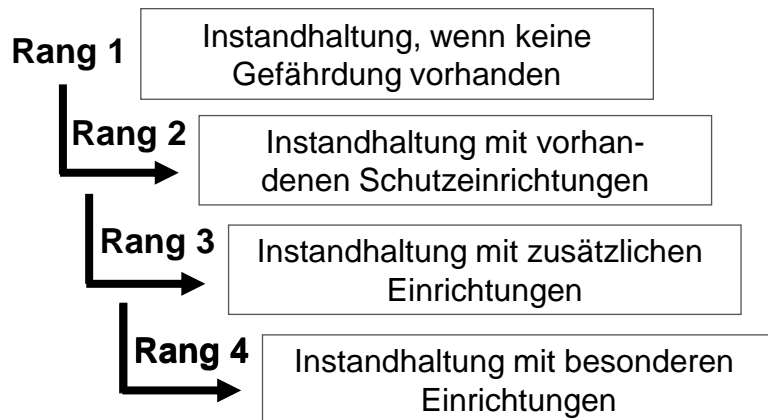 Rang 1
Instandhaltung, wenn keine
Gefährdung vorhanden
Rang 2
Instandhaltung mit vorhan-
denen Schutzeinrichtungen
Rang 3
Instandhaltung mit zusätzlichen
Einrichtungen
Rang 4
Instandhaltung mit besonderen
Einrichtungen